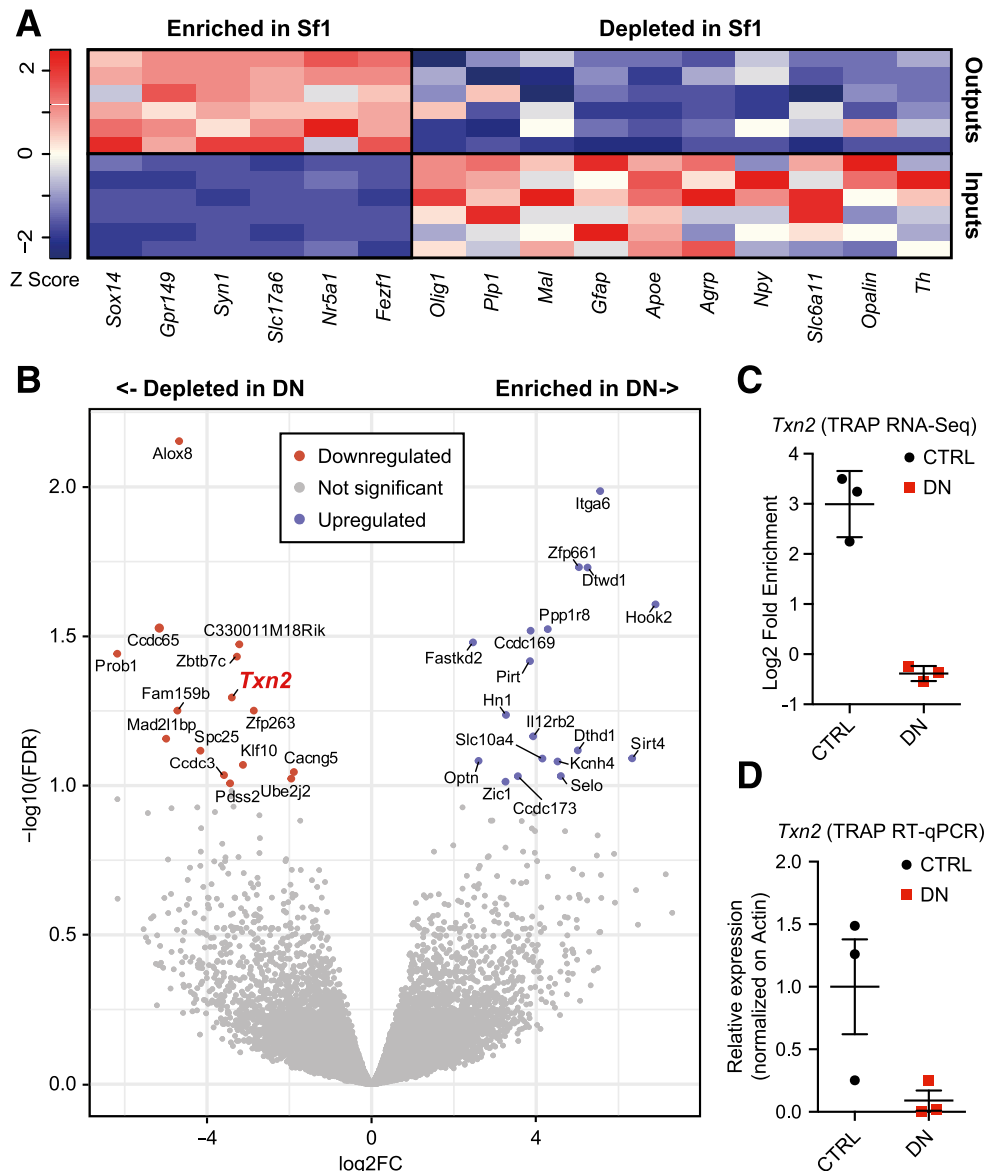 A
Enriched in Sf1
Depleted in Sf1
2
0
−2
Z Score
Outputs
Inputs
Sox14
Gpr149
Syn1
Slc17a6
Nr5a1
Fezf1
Olig1
Plp1
Mal
Gfap
Apoe
Agrp
Npy
Slc6a11
Opalin
Th
B
<- Depleted in DN
Enriched in DN->
Downregulated
Not significant
Upregulated
Alox8
Itga6
Zfp661
Dtwd1
Hook2
Ppp1r8
Ccdc169
Fastkd2
Pirt
Ccdc65
C330011M18Rik
Prob1
Zbtb7c
Txn2
Fam159b
Zfp263
Mad2l1bp
Spc25
Klf10
Ccdc3
Cacng5
Pdss2
Ube2j2
Hn1
Il12rb2
Slc10a4
Dthd1
Sirt4
Kcnh4
Optn
Selo
Zic1
Ccdc173
2.0
1.5
1.0
0.5
0.0
−log10(FDR)
−4
0
4
log2FC
C
Txn2 (TRAP RNA-Seq)
CTRL
DN
4
3
2
1
0
−1
Log2 Fold Enrichment
CTRL
DN
D
Txn2 (TRAP RT-qPCR)
CTRL
DN
2.0
1.5
1.0
0.5
0.0
Relative expression
(normalized on Actin)
CTRL
DN